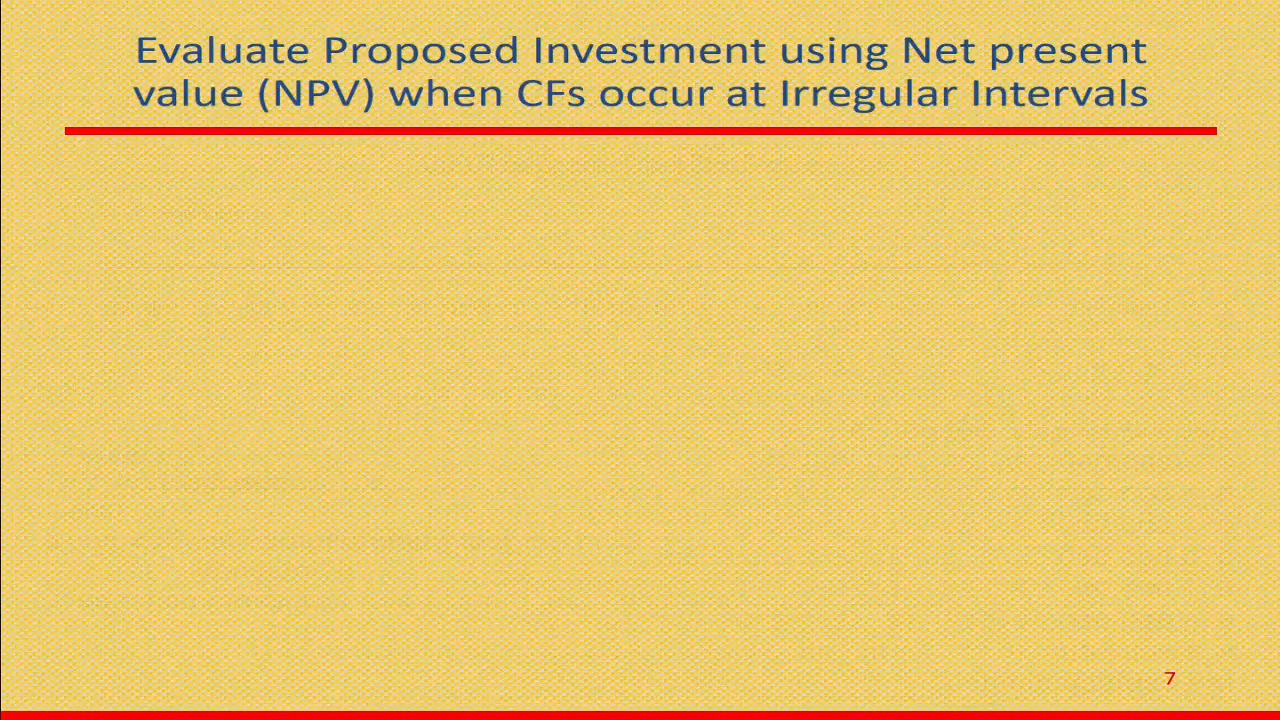 Evaluate Proposed Investment using Net present
value (NPV) when CFs occur at Irregular Intervals
7